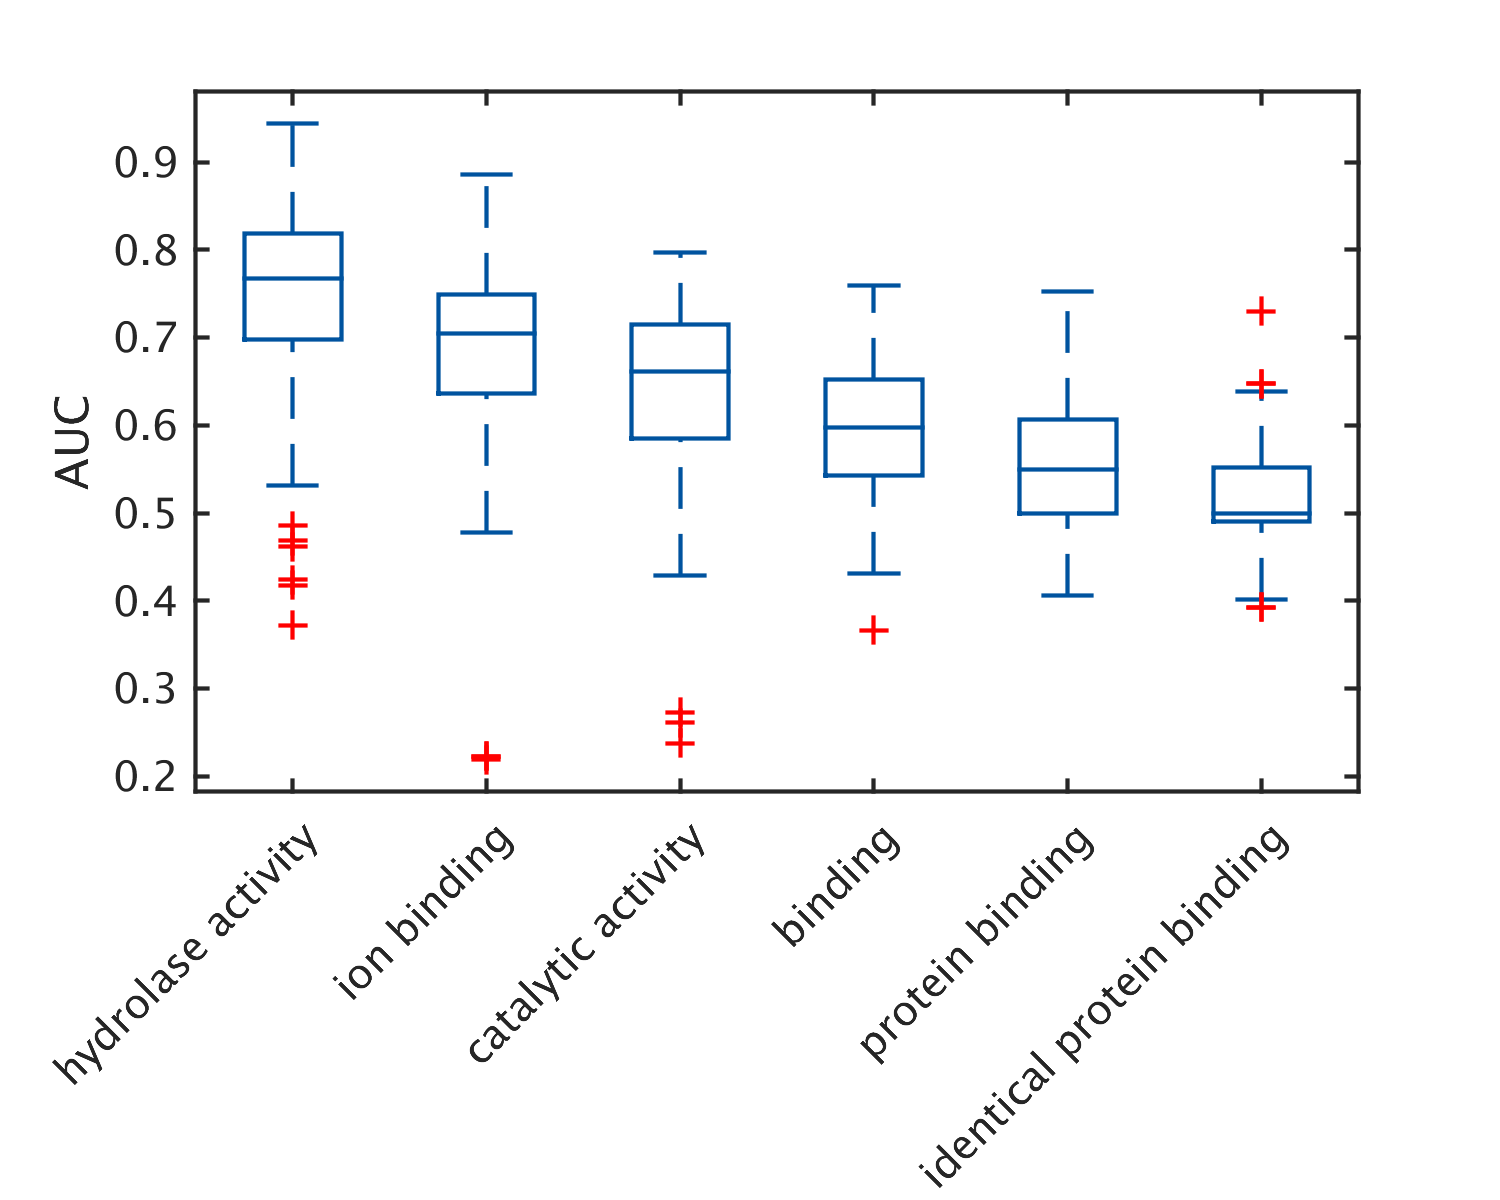 AUC
0.9
0.8
0.7
0.6
0.5
0.4
0.3
0.2
hydrolase activity
ion binding
catalytic activity
binding
protein binding
identical protein binding